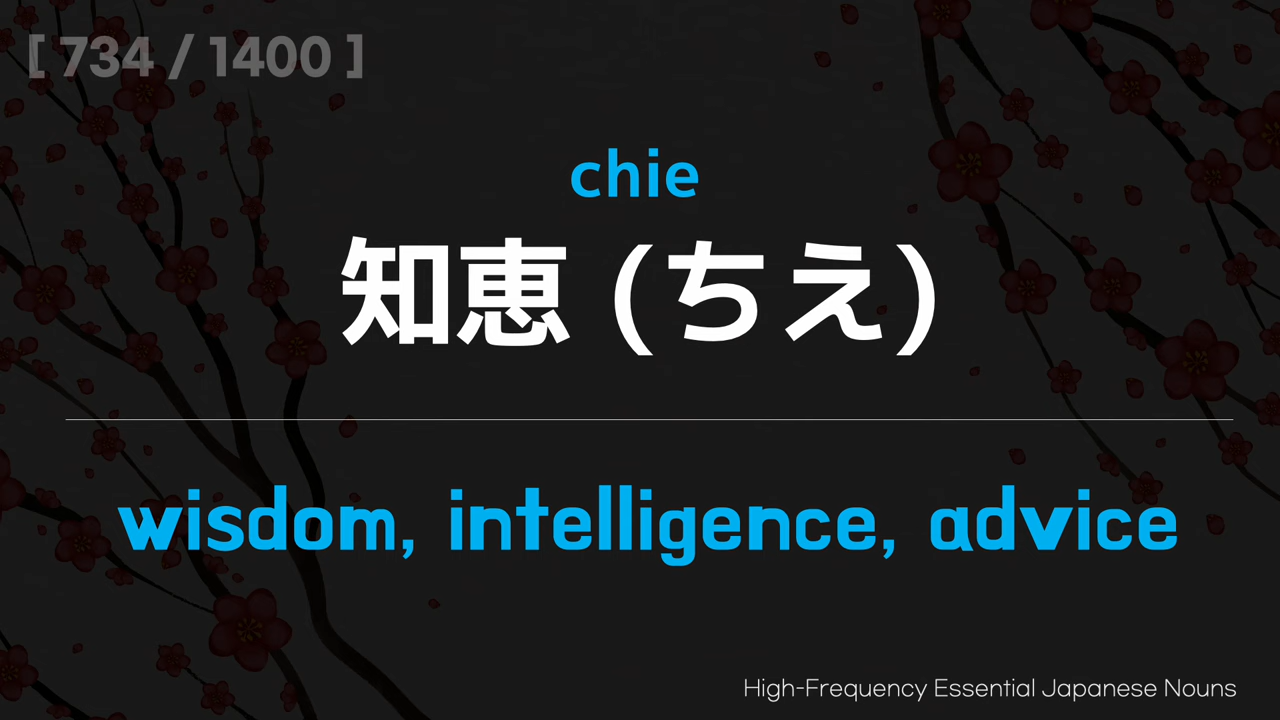 [ 734 / 1400 ]
chie
知恵 (ちえ)
wisdom, intelligence, advice
High-Frequency Essential Japanese Nouns